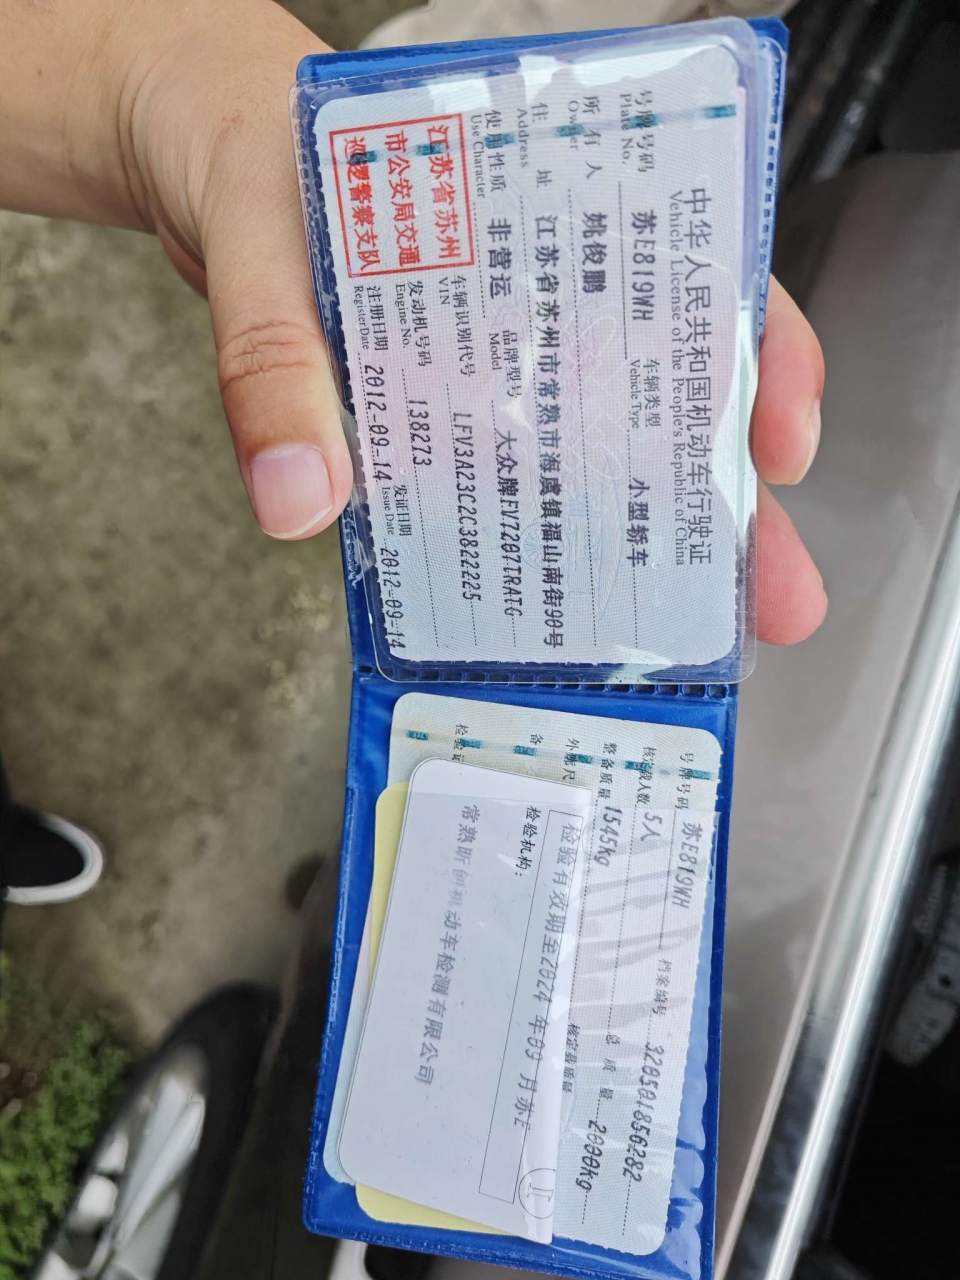 中华人民共和国机动车行驶证
Vehicle License of the People's Republic of China
号牌号码 苏E819WH 车辆类型 小型轿车
Plate No. Vehicle Type
所有人 姚俊鹏
Owner
住址 江苏省苏州市常熟市海虞镇福山南街90号
Address
使用性质 非营运 品牌型号 大众牌FV7207TRATG
Use Character Model
江苏省苏州
市公安局交通
巡逻警察支队
车辆识别代号 LFV3A23C2C3822225
VIN
发动机号码 138273
Engine No.
注册日期 2012-09-14 发证日期 2012-09-14
Register Date Issue Date
号牌号码 苏E819WH 档案编号 320501856282
核定载人数 5人 总质量 2000kg
整备质量 1545kg 核定载质量
外廓尺
备
检验记
检验有效期至2024年09月苏E
检验机构：
常熟昕创机动车检测有限公司